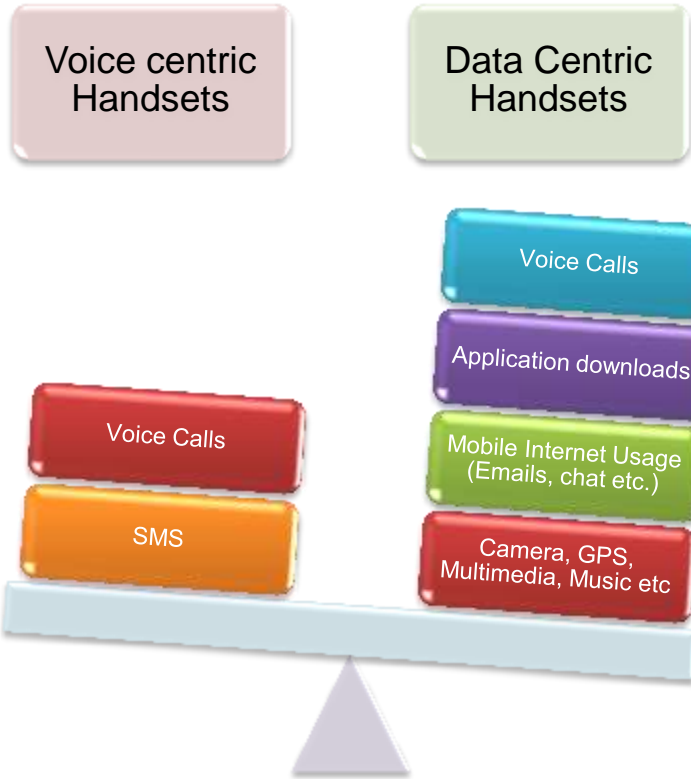 Voice centric
Handsets
Data Centric
Handsets
Voice Calls
SMS
Voice Calls
Application downloads
Mobile Internet Usage
(Emails, chat etc.)
Camera, GPS,
Multimedia, Music etc